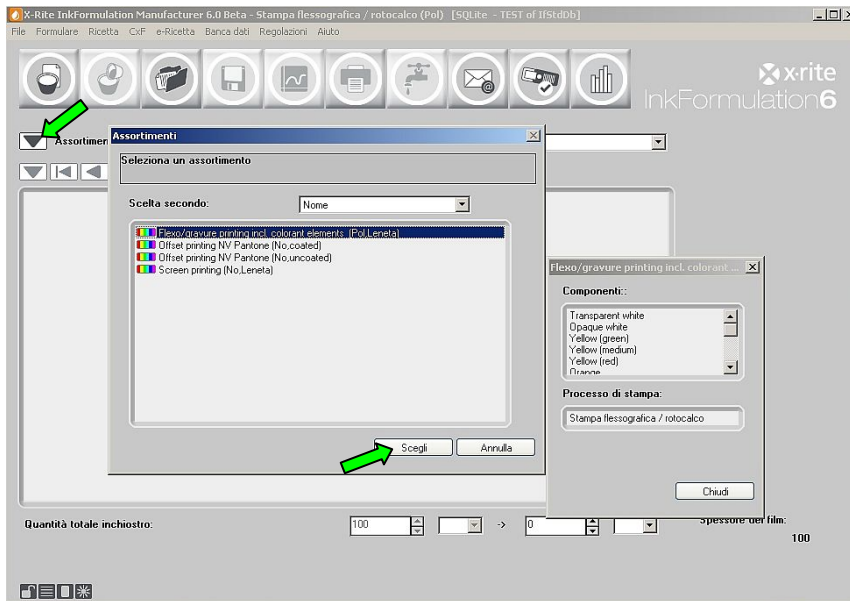 X-Rite InkFormulation Manufacturer 6.0 Beta - Stampa flessografica / rotocalco (Pol) [SQLite - TEST of IfStdDb]
File Formulare Ricetta CxF e-Ricetta Banca dati Regolazioni Aiuto
x·rite
InkFormulation6
Assortimen
Assortimenti
Seleziona un assortimento
Scelta secondo:
Nome
Flexo/gravure printing incl. colorant elements (Pol,Leneta)
Offset printing NV Pantone (No,coated)
Offset printing NV Pantone (No,uncoated)
Screen printing (No,Leneta)
Scegli
Annulla
Flexo/gravure printing incl. colorant ...
Componenti::
Transparent white
Opaque white
Yellow (green)
Yellow (medium)
Yellow (red)
Orange
Processo di stampa:
Stampa flessografica / rotocalco
Chiudi
Quantità totale inchiostro:
100
->
0
Spessore del film:
100